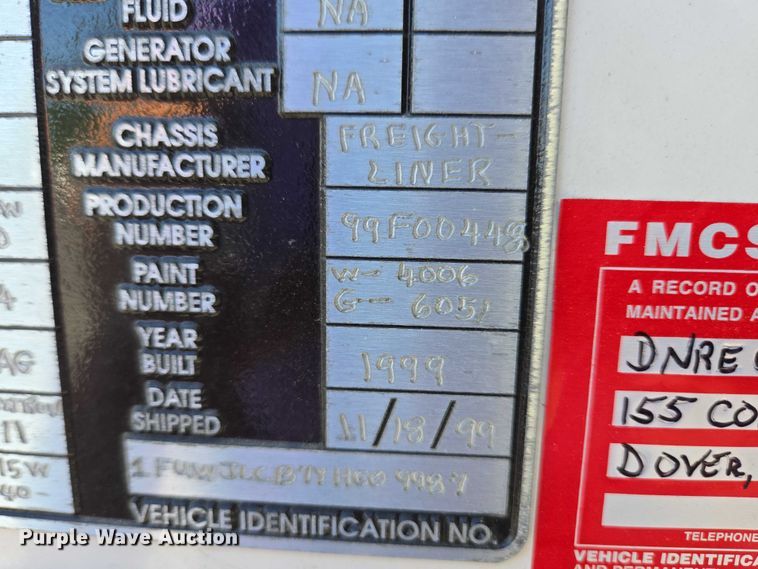 FLUID NA
GENERATOR
SYSTEM LUBRICANT NA
CHASSIS FREIGHT-
MANUFACTURER LINER
PRODUCTION
NUMBER 99F00448
PAINT W-4006
NUMBER G-6051
YEAR
BUILT 1999
DATE
SHIPPED 11/18/99
VEHICLE IDENTIFICATION NO.
FMCS
A RECORD O
MAINTAINED A
DNRE
155 CO
DOVER,
TELEPHONE
VEHICLE IDENTIFICA
Purple Wave Auction